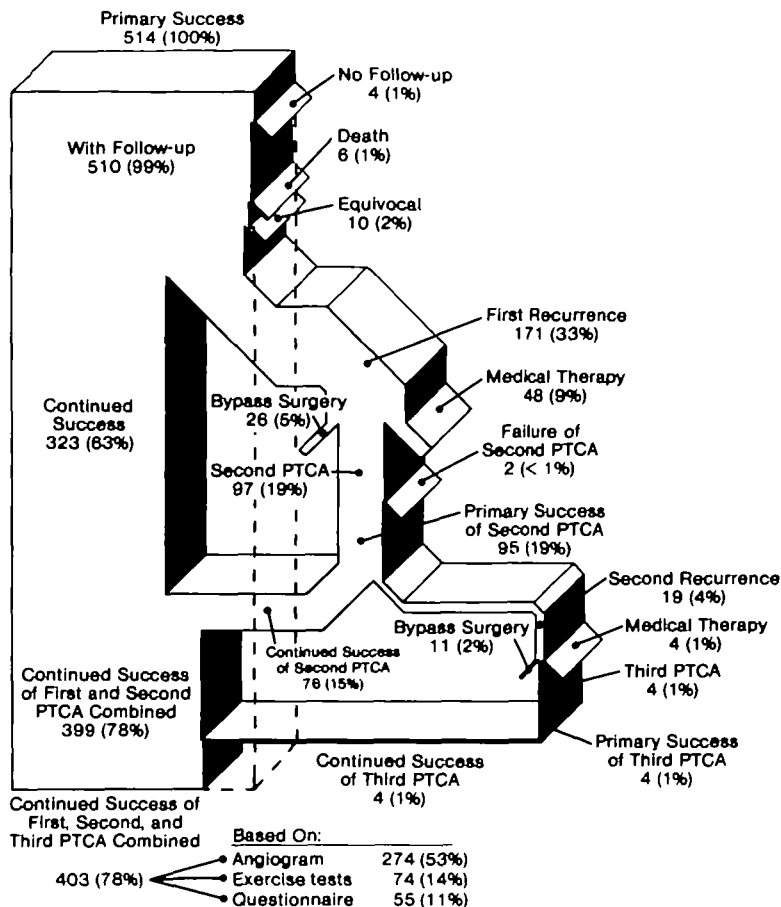 Primary Success
514 (100%)
No Follow-up
4 (1%)
With Follow-up
510 (99%)
Death
6 (1%)
Equivocal
10 (2%)
First Recurrence
171 (33%)
Medical Therapy
48 (9%)
Continued
Success
323 (63%)
Bypass Surgery
26 (5%)
Failure of
Second PTCA
2 (< 1%)
Second PTCA
97 (19%)
Primary Success
of Second PTCA
95 (19%)
Second Recurrence
19 (4%)
Bypass Surgery
11 (2%)
Medical Therapy
4 (1%)
Continued Success
of Second PTCA
76 (15%)
Third PTCA
4 (1%)
Continued Success
of First and Second
PTCA Combined
399 (78%)
Primary Success
of Third PTCA
4 (1%)
Continued Success
of Third PTCA
4 (1%)
Continued Success of
First, Second, and
Third PTCA Combined
403 (78%)
Based On:
Angiogram 274 (53%)
Exercise tests 74 (14%)
Questionnaire 55 (11%)